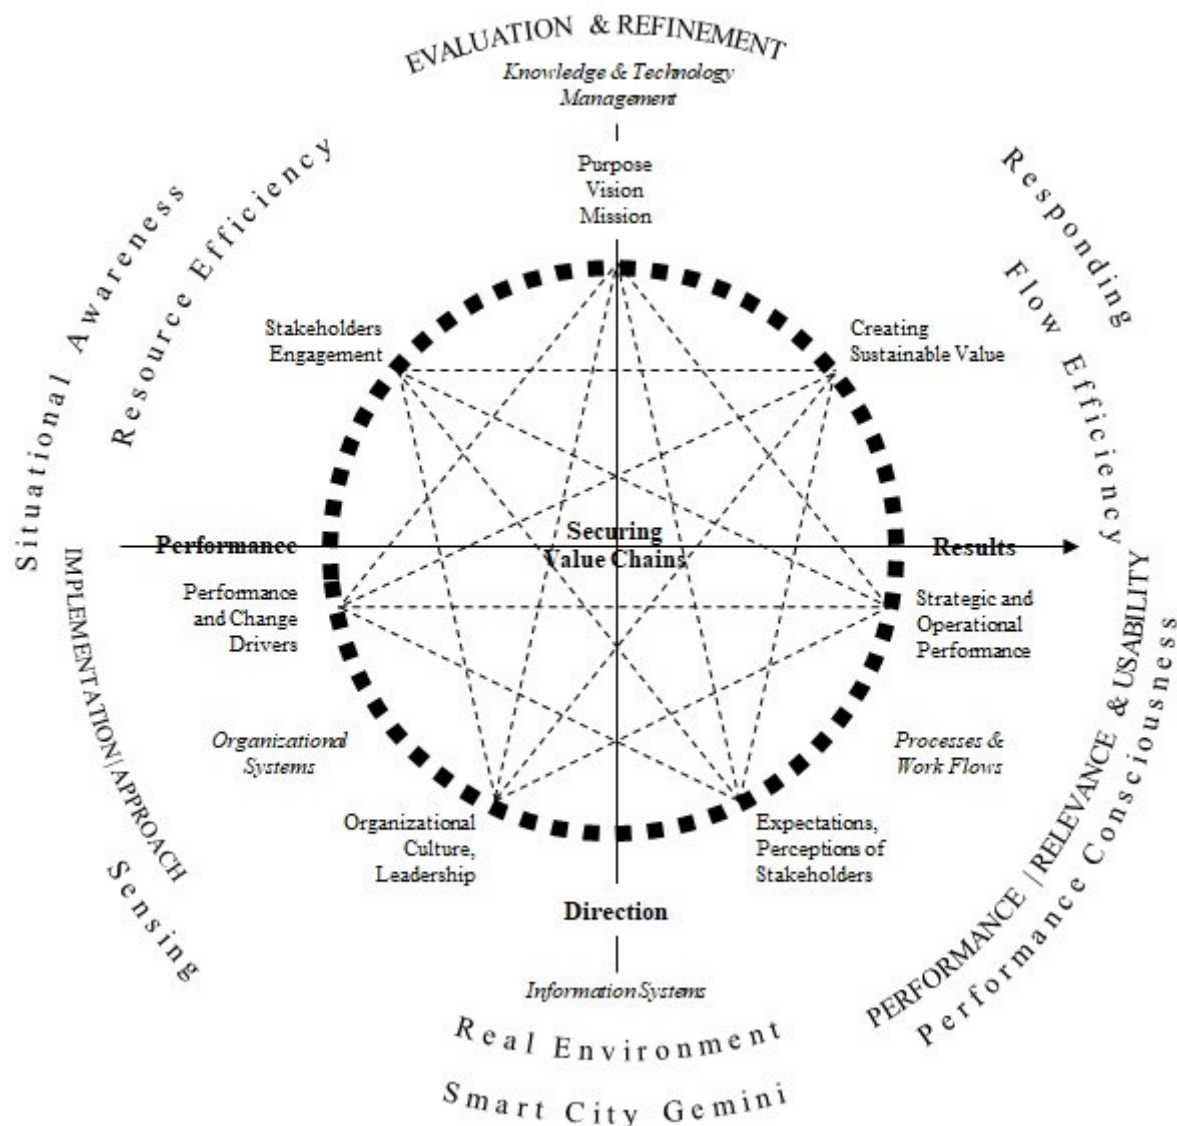 EVALUATION & REFINEMENT
Knowledge & Technology
Management
Purpose
Vision
Mission
Situational Awareness
Resource Efficiency
Responding
Flow Efficiency
Stakeholders
Engagement
Creating
Sustainable Value
Performance
Securing
Value Chains
Results
Performance
and Change
Drivers
Strategic and
Operational
Performance
IMPLEMENTATION | APPROACH
Sensing
PERFORMANCE | RELEVANCE & USABILITY
Performance Consciousness
Organizational
Systems
Processes &
Work Flows
Organizational
Culture,
Leadership
Expectations,
Perceptions of
Stakeholders
Direction
Information Systems
Real Environment
Smart City Gemini